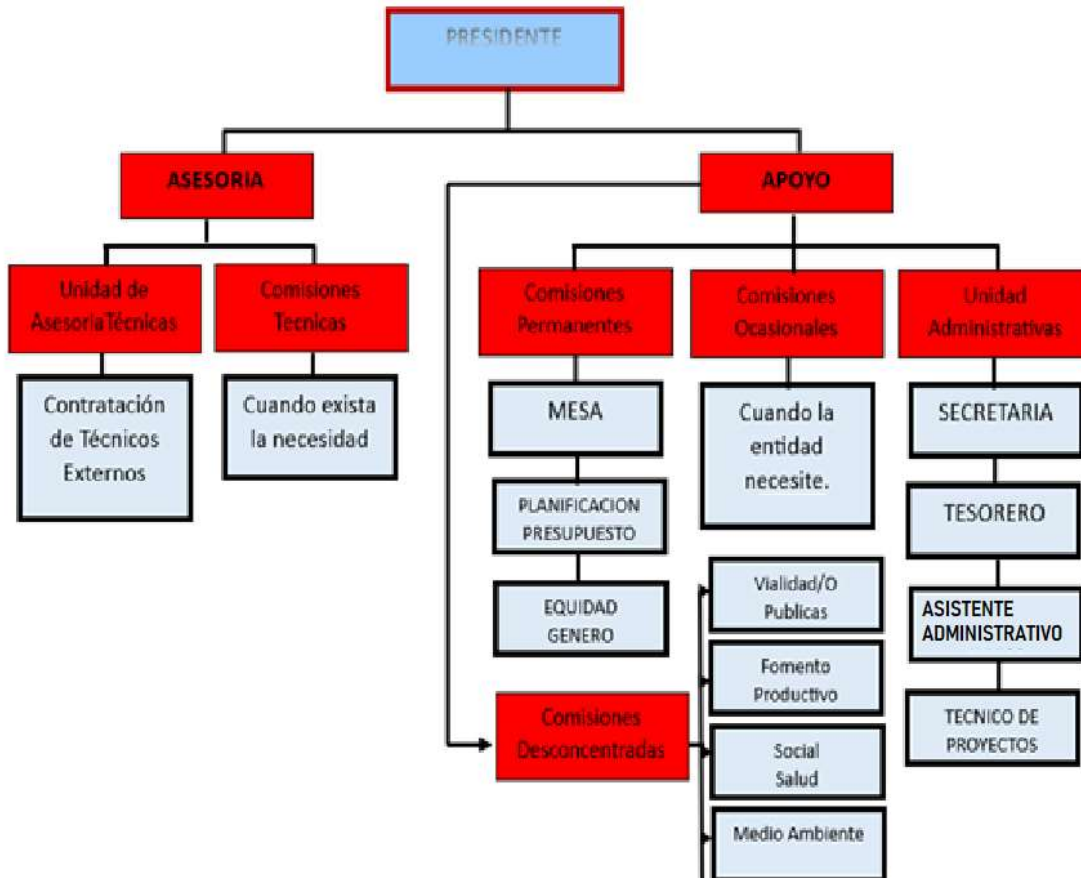 PRESIDENTE
ASESORIA
APOYO
Unidad de
AsesoriaTécnicas
Comisiones
Tecnicas
Comisiones
Permanentes
Comisiones
Ocasionales
Unidad
Administrativas
Contratación
de Técnicos
Externos
Cuando exista
la necesidad
MESA
Cuando la
entidad
necesite.
SECRETARIA
PLANIFICACION
PRESUPUESTO
TESORERO
EQUIDAD
GENERO
Vialidad/O
Publicas
ASISTENTE
ADMINISTRATIVO
Fomento
Productivo
Comisiones
Desconcentradas
TECNICO DE
PROYECTOS
Social
Salud
Medio Ambiente